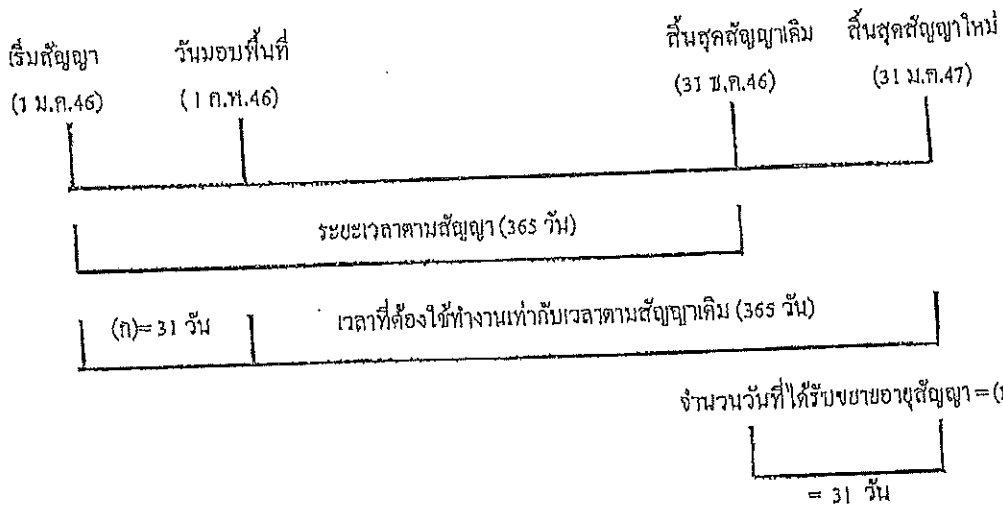 เริ่มสัญญา
(1 ม.ค.46)
วันมอบพื้นที่
(1 ก.พ.46)
สิ้นสุดสัญญาเดิม
(31 ธ.ค.46)
สิ้นสุดสัญญาใหม่
(31 ม.ค.47)
ระยะเวลาตามสัญญา (365 วัน)
(ก)= 31 วัน
เวลาที่ต้องใช้ทำงานเท่ากับเวลาตามสัญญาเดิม (365 วัน)
จำนวนวันที่ได้รับขยายอายุสัญญา =
= 31 วัน